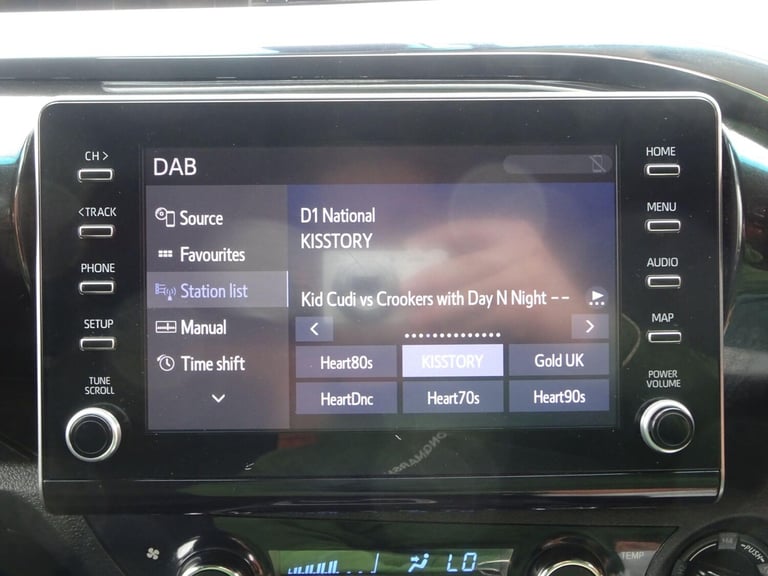 CH >
<TRACK
PHONE
SETUP
TUNE
SCROLL
DAB
Source
Favourites
Station list
Manual
Time shift
D1 National
KISSTORY
Kid Cudi vs Crookers with Day N Night --
<
>
Heart80s
KISSTORY
Gold UK
HeartDnc
Heart70s
Heart90s
HOME
MENU
AUDIO
MAP
POWER
VOLUME
LO
TEMP
PUSH